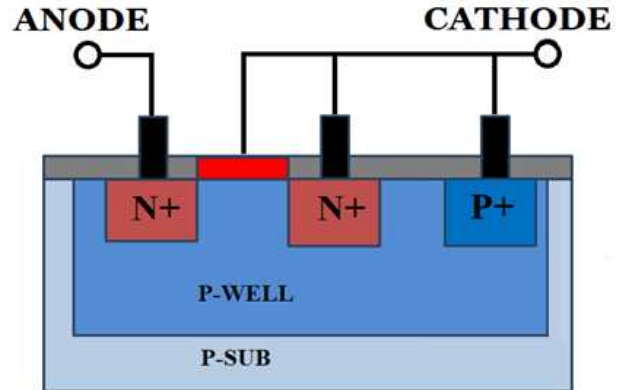 ANODE
CATHODE
N+
N+
P+
P-WELL
P-SUB